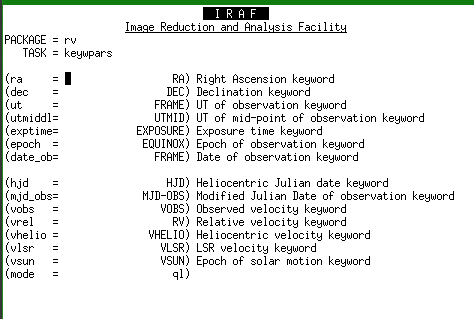 I R A F
Image Reduction and Analysis Facility
PACKAGE = rv
TASK = keywpars
(ra = RA) Right Ascension keyword
(dec = DEC) Declination keyword
(ut = FRAME) UT of observation keyword
(utmiddl= UTMID) UT of mid-point of observation keyword
(exptime= EXPOSURE) Exposure time keyword
(epoch = EQUINOX) Epoch of observation keyword
(date_ob= FRAME) Date of observation keyword
(hjd = HJD) Heliocentric Julian date keyword
(mjd_obs= MJD-OBS) Modified Julian Date of observation keyword
(vobs = VOBS) Observed velocity keyword
(vrel = RV) Relative velocity keyword
(vhelio = VHELIO) Heliocentric velocity keyword
(vlsr = VLSR) LSR velocity keyword
(vsun = VSUN) Epoch of solar motion keyword
(mode = ql)